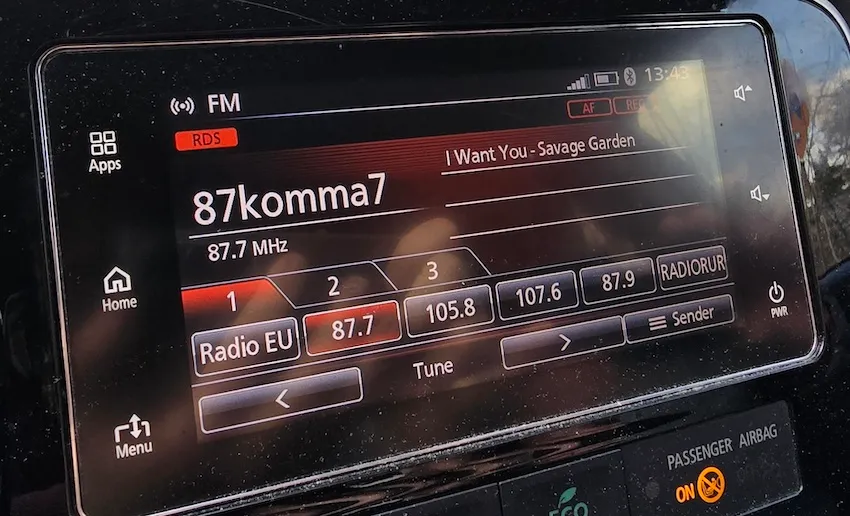 FM
13:43
AF
RDS
I Want You - Savage Garden
87komma7
87.7 MHz
Apps
Home
Menu
1
2
3
Radio EU
87.7
105.8
107.6
87.9
RADIORUR
<
Tune
>
Sender
PWR
PASSENGER AIRBAG
ON
ECO